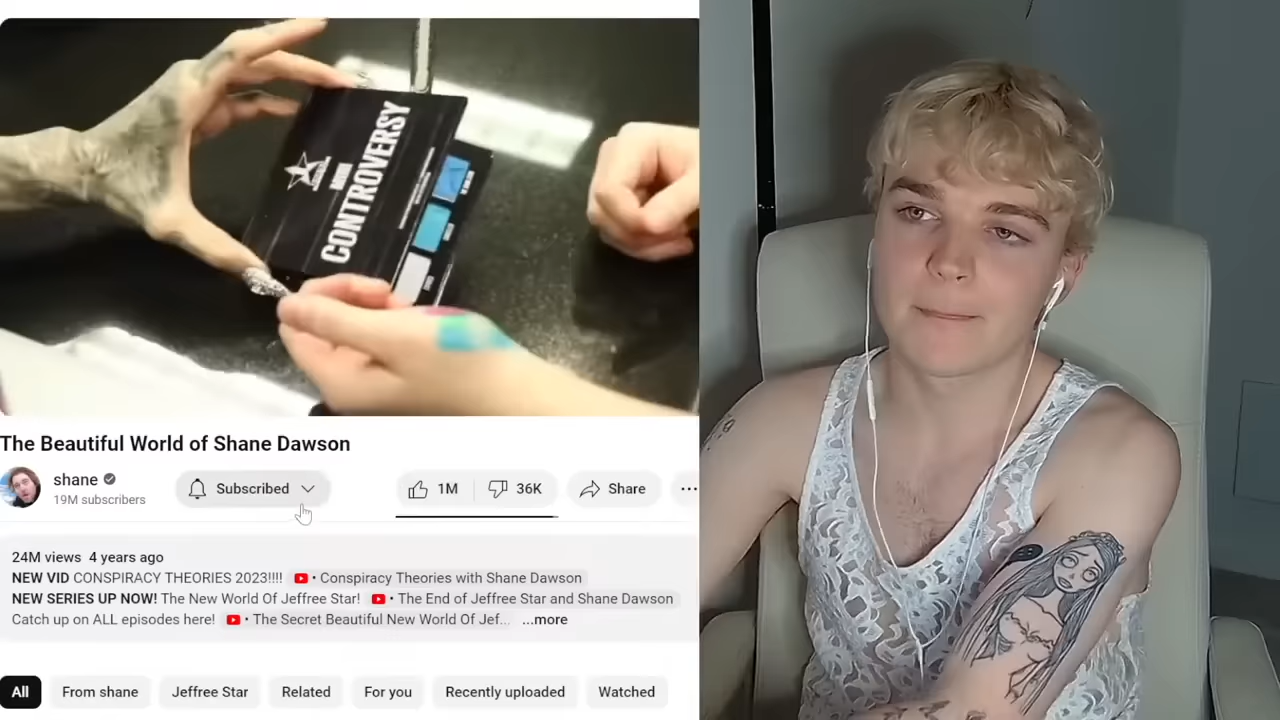 CONTROVERSY
The Beautiful World of Shane Dawson
shane
19M subscribers
Subscribed
1M
36K
Share
...
24M views 4 years ago
NEW VID CONSPIRACY THEORIES 2023!!!! • Conspiracy Theories with Shane Dawson
NEW SERIES UP NOW! The New World Of Jeffree Star! • The End of Jeffree Star and Shane Dawson
Catch up on ALL episodes here! • The Secret Beautiful New World Of Jef... ...more
All
From shane
Jeffree Star
Related
For you
Recently uploaded
Watched